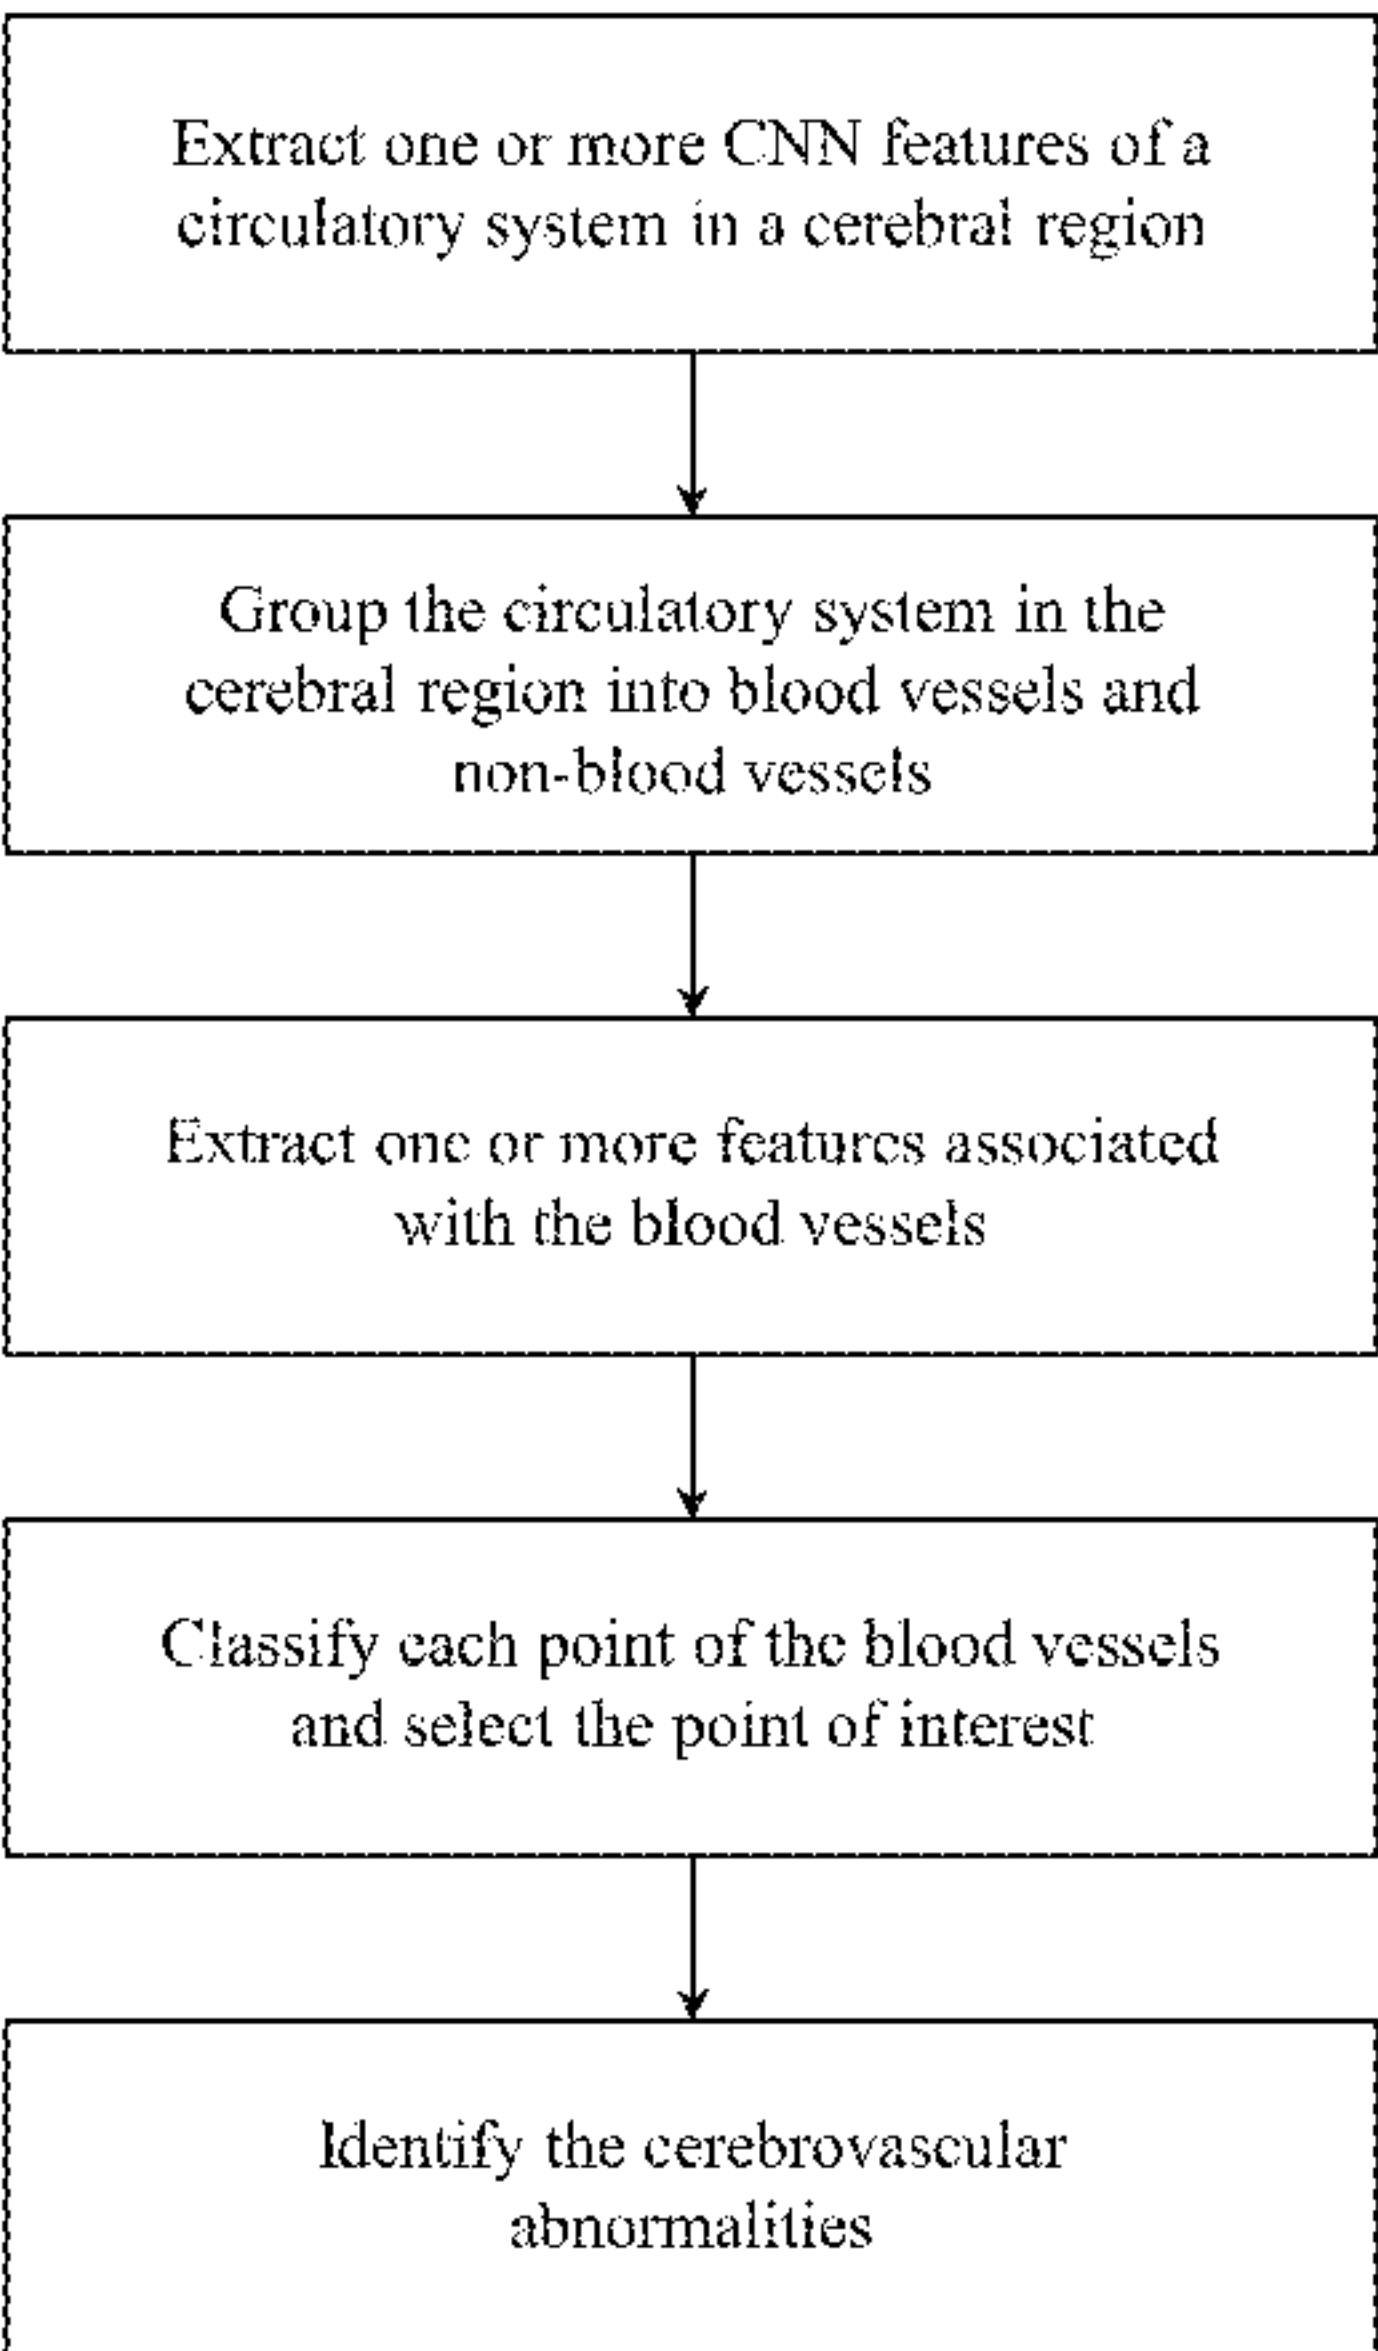 Extract one or more CNN features of a
circulatory system in a cerebral region
Group the circulatory system in the
cerebral region into blood vessels and
non-blood vessels
Extract one or more features associated
with the blood vessels
Classify each point of the blood vessels
and select the point of interest
Identify the cerebrovascular
abnormalities